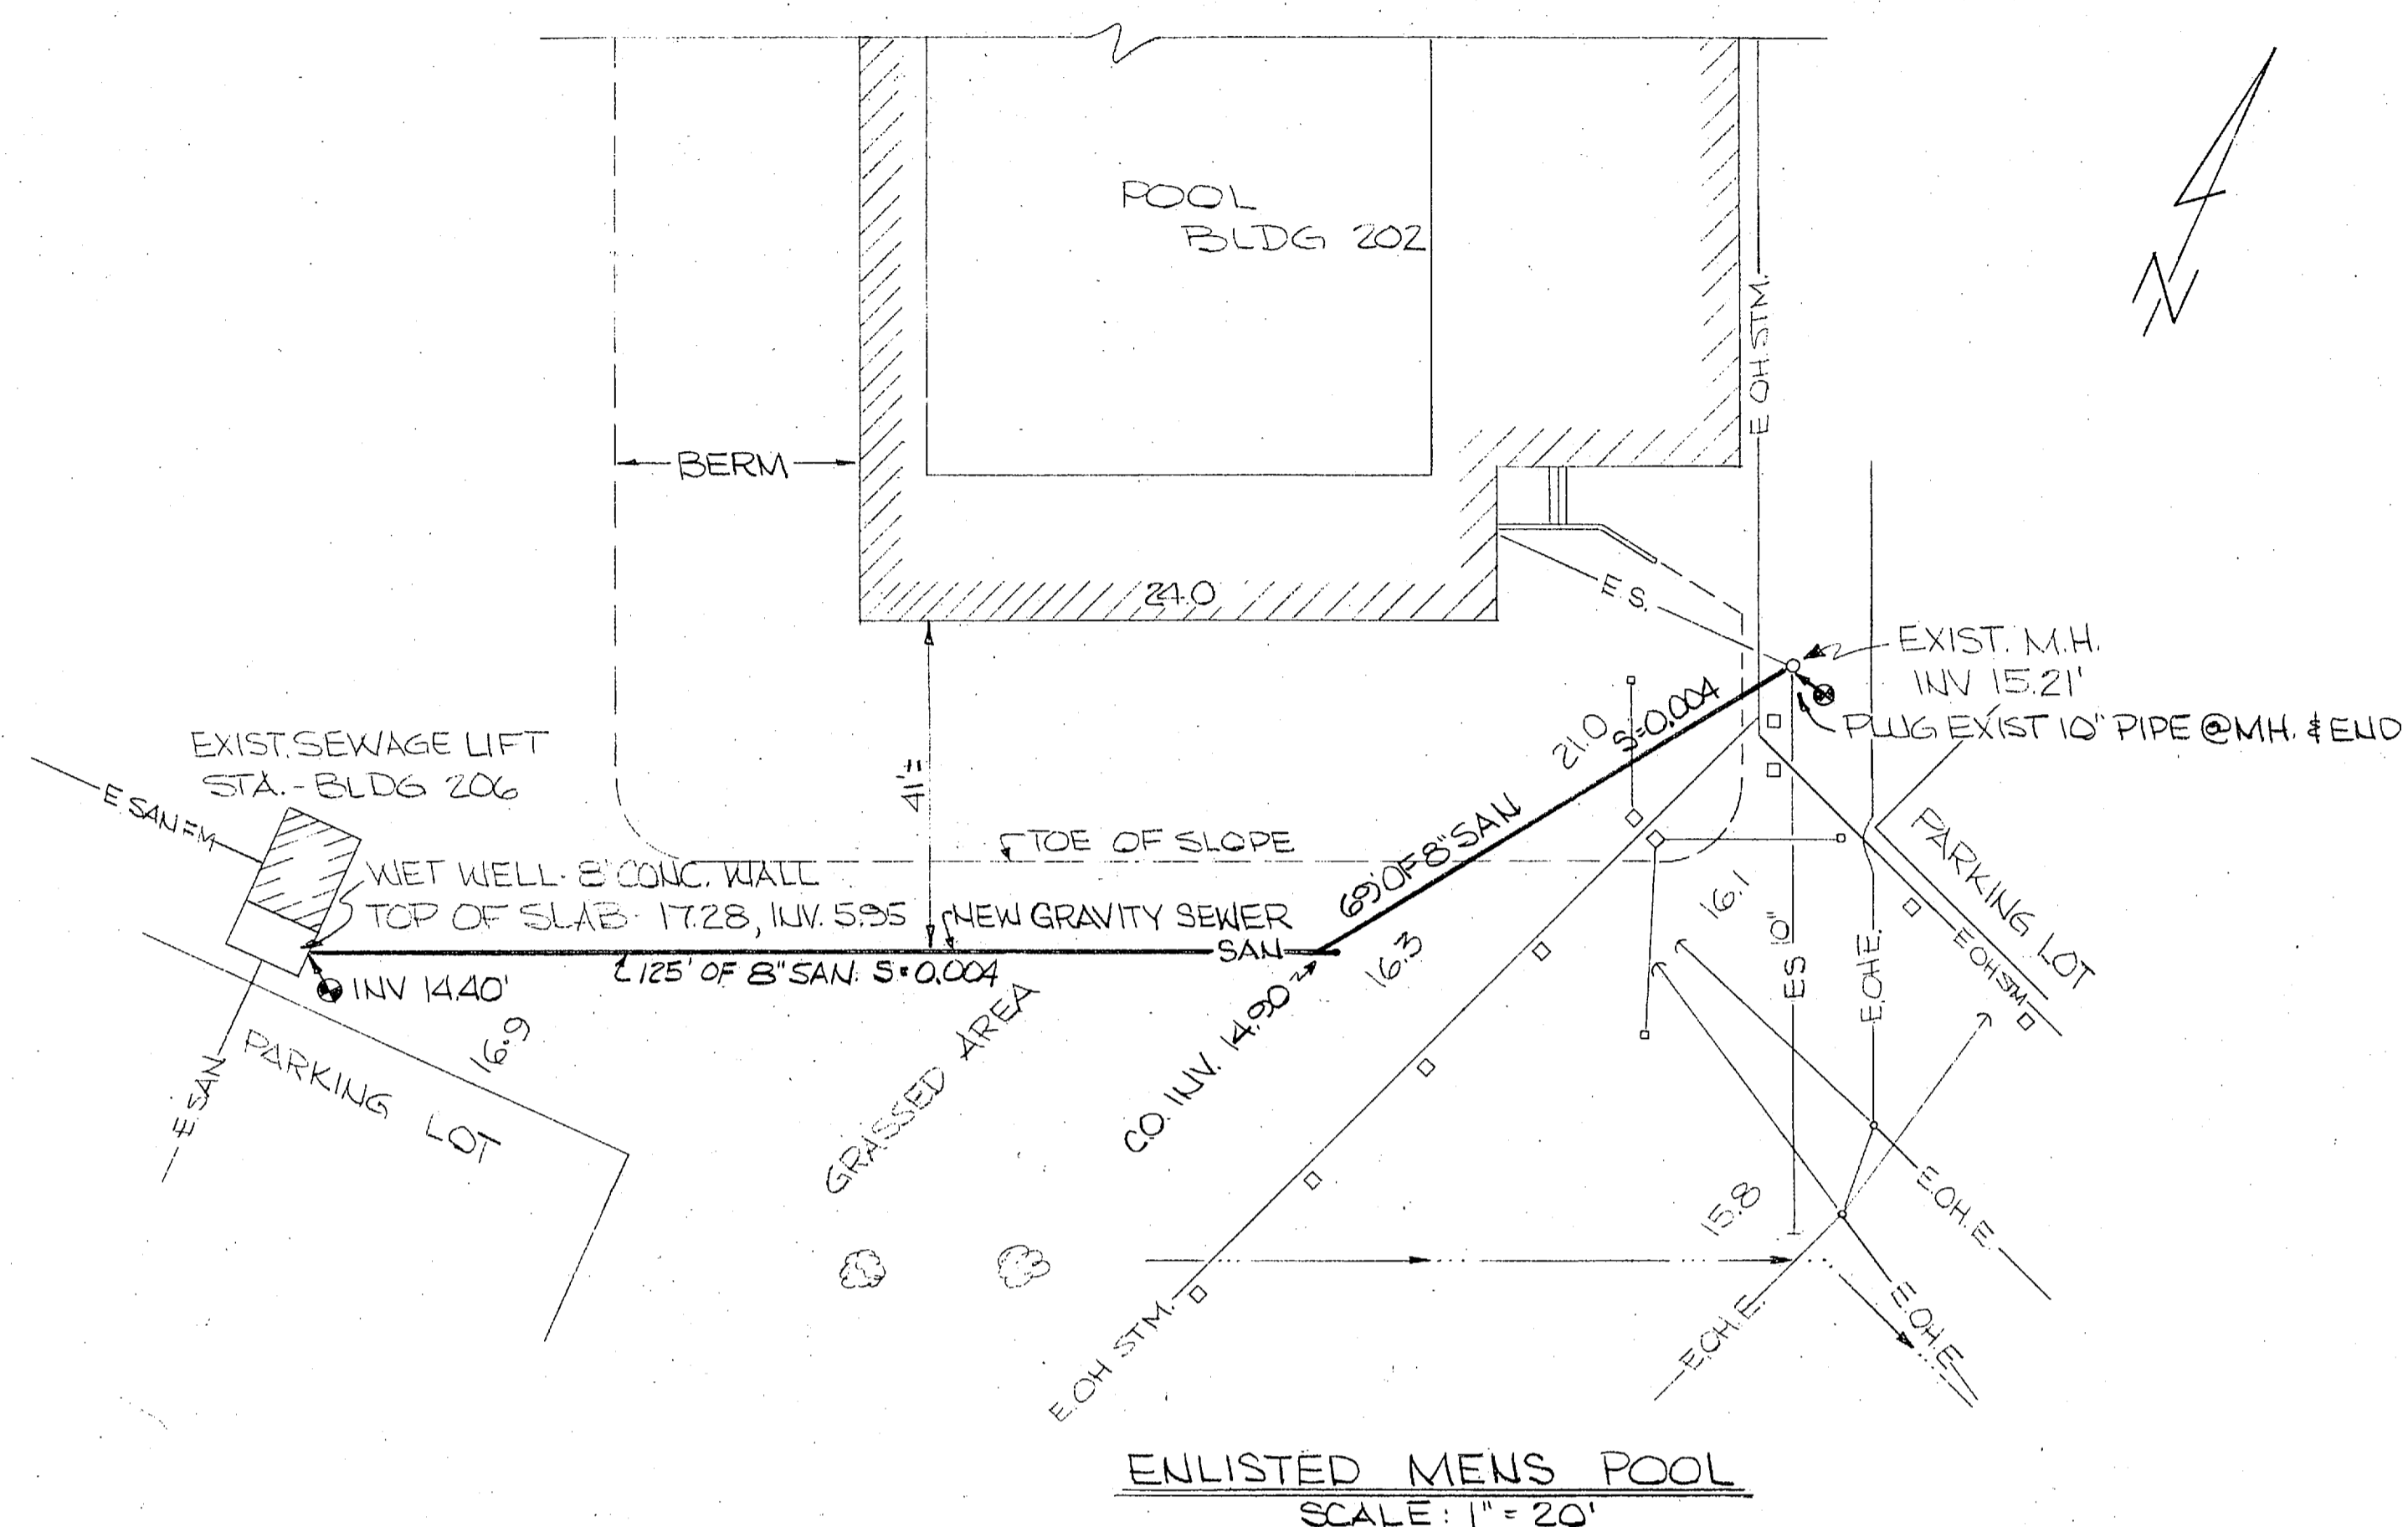 POOL
BLDG 202
N
E OH. STM.
BERM
24.0
E.S.
EXIST. M.H.
INV 15.21'
PLUG EXIST 10" PIPE @ MH. & END
21.0
S=0.004
41'±
EXIST. SEWAGE LIFT
STA. - BLDG 206
E SAN FM
TOE OF SLOPE
69' OF 8" SAN
PARKING LOT
WET WELL - 8" CONC. WALL
TOP OF SLAB - 17.28, INV. 5.95
NEW GRAVITY SEWER
SAN
16.1
16.3
125' OF 8" SAN. S=0.004
INV 14.40'
C.O. INV. 14.90
ES 10"
E.OHE.
E OH STM
16.9
E.SAN
PARKING LOT
GRASSED AREA
15.8
E.OH.E.
E.OH STM.
E.OH.E.
E.OH.E.
ENLISTED MENS POOL
SCALE: 1" = 20'